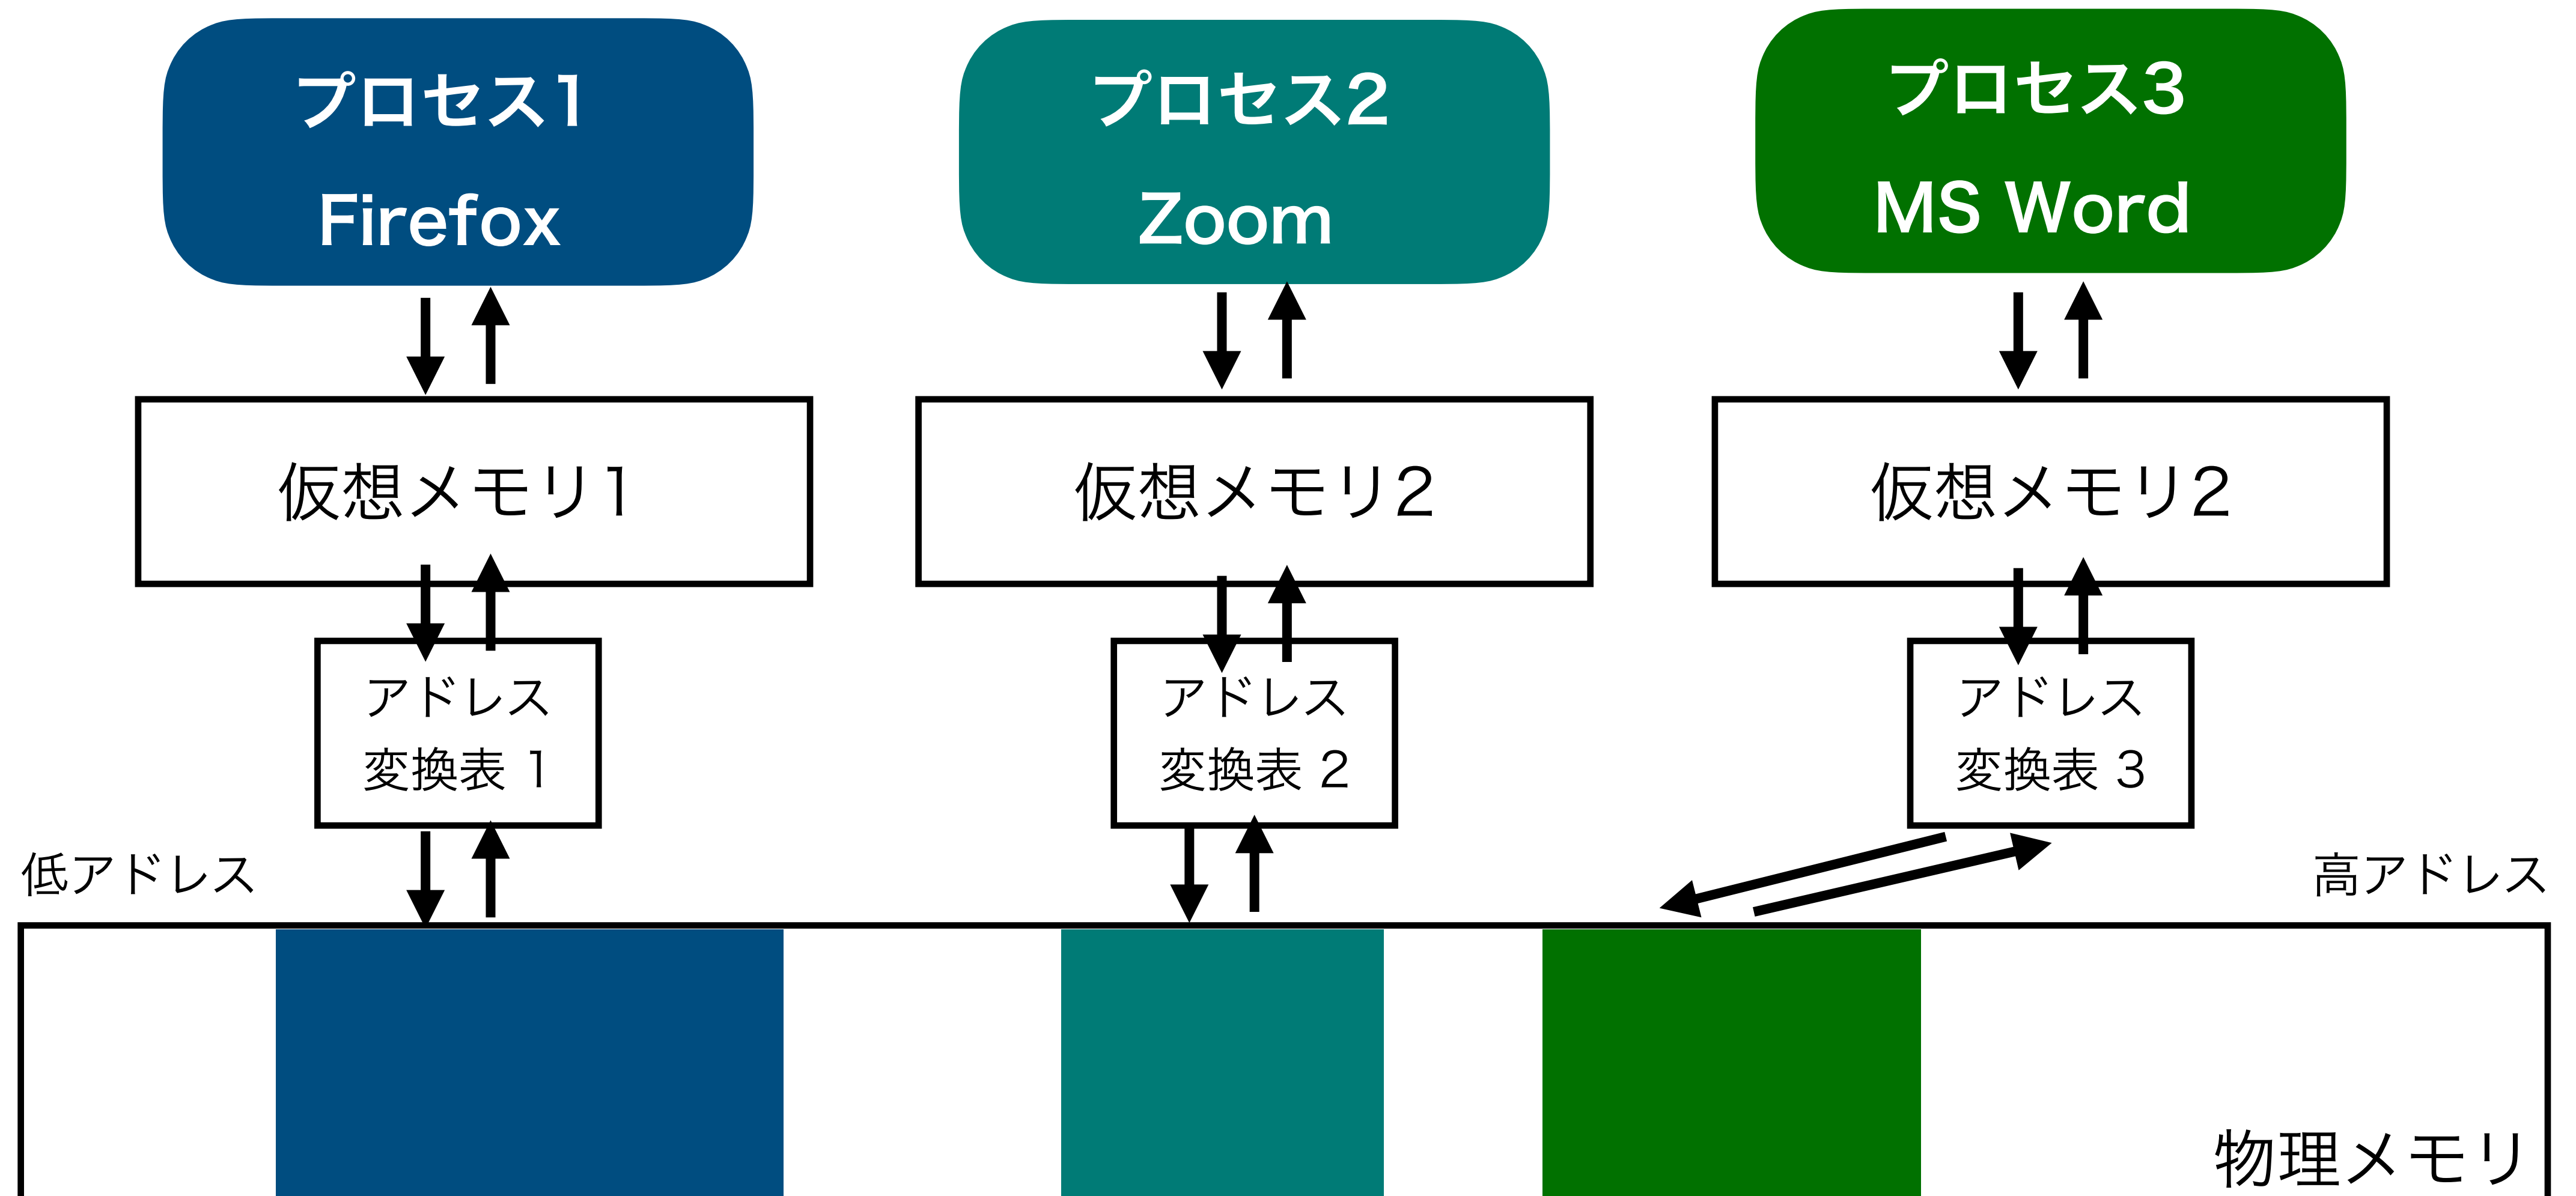 プロセス1
Firefox
プロセス2
Zoom
プロセス3
MS Word
仮想メモリ1
仮想メモリ2
仮想メモリ2
アドレス
変換表 1
アドレス
変換表 2
アドレス
変換表 3
低アドレス
高アドレス
物理メモリ